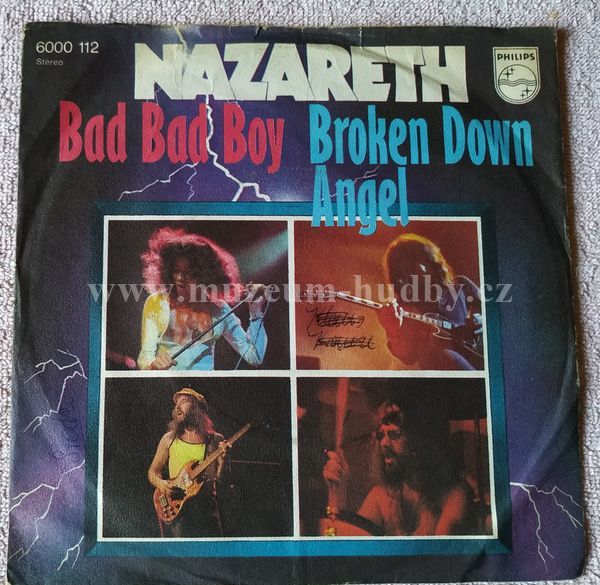 6000 112
Stereo
NAZARETH
PHILIPS
Bad Bad Boy
Broken Down
Angel
www.muzeum-hudby.cz